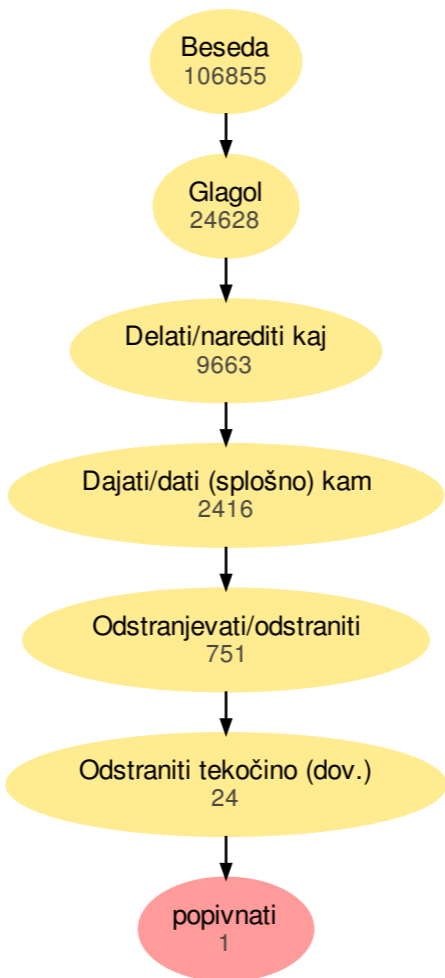 Beseda
106855
Glagol
24628
Delati/narediti kaj
9663
Dajati/dati (splošno) kam
2416
Odstranjevati/odstraniti
751
Odstraniti tekočino (dov.)
24
popivnati
1